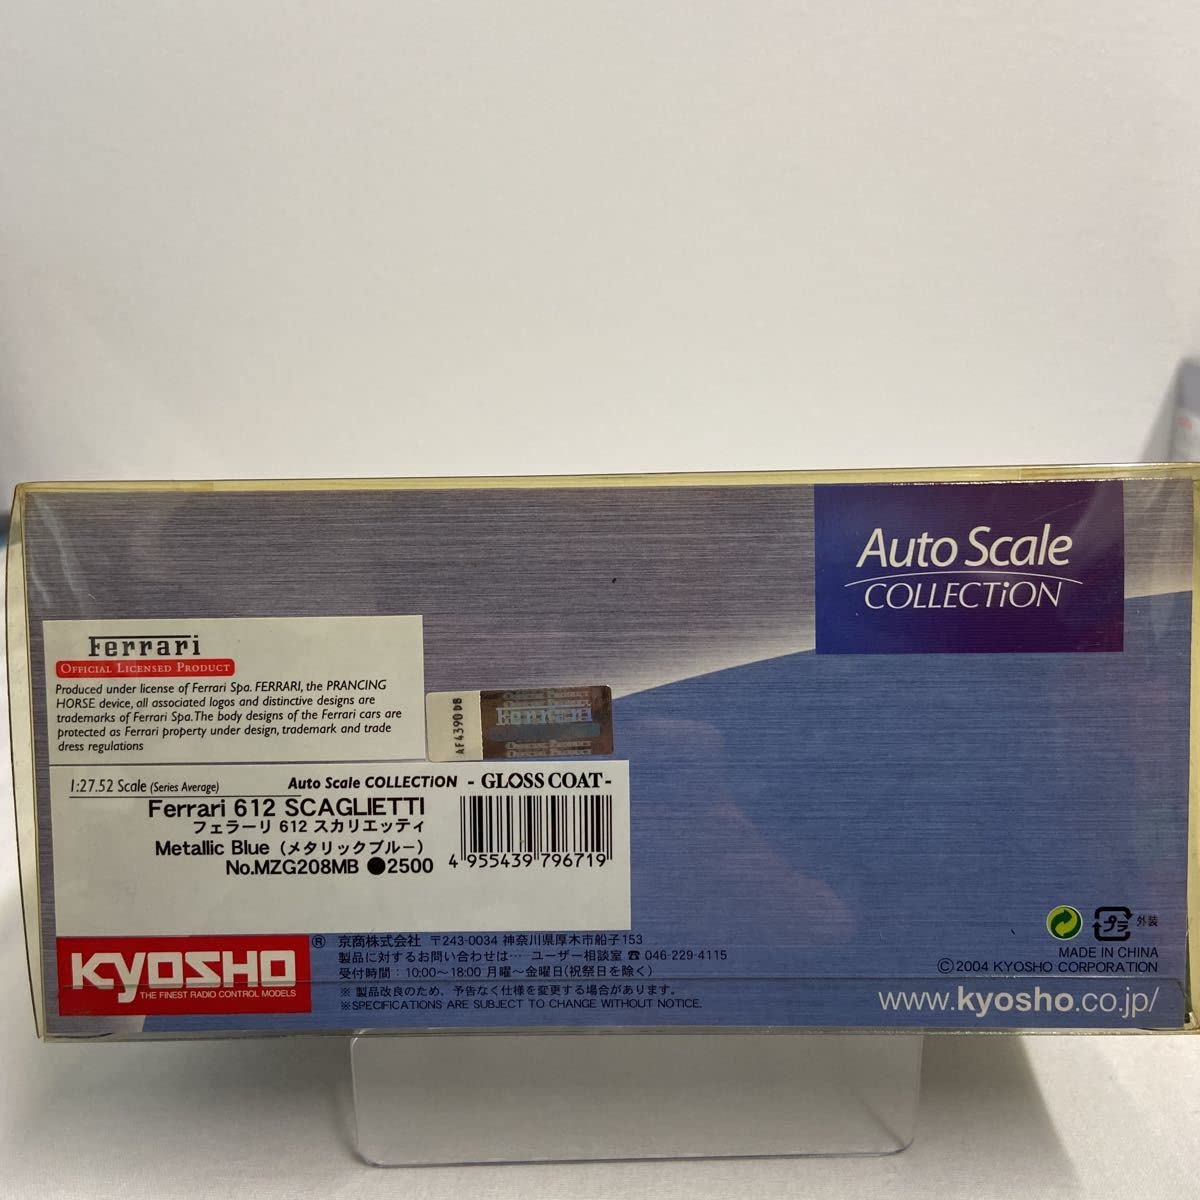 Auto Scale
COLLECTiON
Ferrari
OFFICIAL LICENSED PRODUCT
Produced under license of Ferrari Spa. FERRARI, the PRANCING
HORSE device, all associated logos and distinctive designs are
trademarks of Ferrari Spa.The body designs of the Ferrari cars are
protected as Ferrari property under design, trademark and trade
dress regulations
AF4390DB
OFFICIAL PRODUCT
Ferrari
OFFICIAL PRODUCT
OFFICIAL PRODUCT
1:27.52 Scale (Series Average)
Auto Scale COLLECTiON - GLOSS COAT -
Ferrari 612 SCAGLIETTI
フェラーリ 612 スカリエッティ
Metallic Blue（メタリックブルー）
No.MZG208MB ●2500
4 955439 796719
KYOSHO
THE FINEST RADIO CONTROL MODELS
® 京商株式会社 〒243-0034 神奈川県厚木市船子153
製品に対するお問い合わせは… ユーザー相談室 ☎ 046-229-4115
受付時間：10:00〜18:00 月曜〜金曜日(祝祭日を除く)
※ 製品改良のため、予告なく仕様を変更する場合があります。
※SPECIFICATIONS ARE SUBJECT TO CHANGE WITHOUT NOTICE.
プラ 外装
MADE IN CHINA
©2004 KYOSHO CORPORATION
www.kyosho.co.jp/